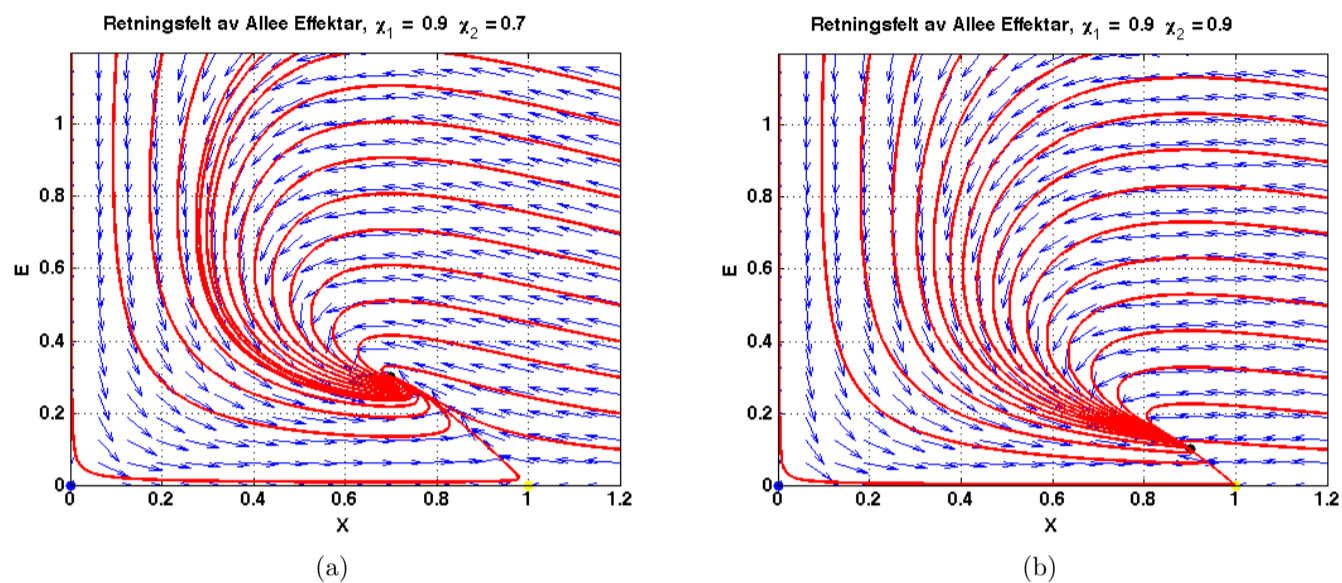 Retningsfelt av Allee Effektar, χ₁ = 0.9 χ₂ = 0.7
1
0.8
0.6
0.4
0.2
0
E
0 0.2 0.4 0.6 0.8 1 1.2
X
(a)
Retningsfelt av Allee Effektar, χ₁ = 0.9 χ₂ = 0.9
1
0.8
0.6
0.4
0.2
0
E
0 0.2 0.4 0.6 0.8 1 1.2
X
(b)